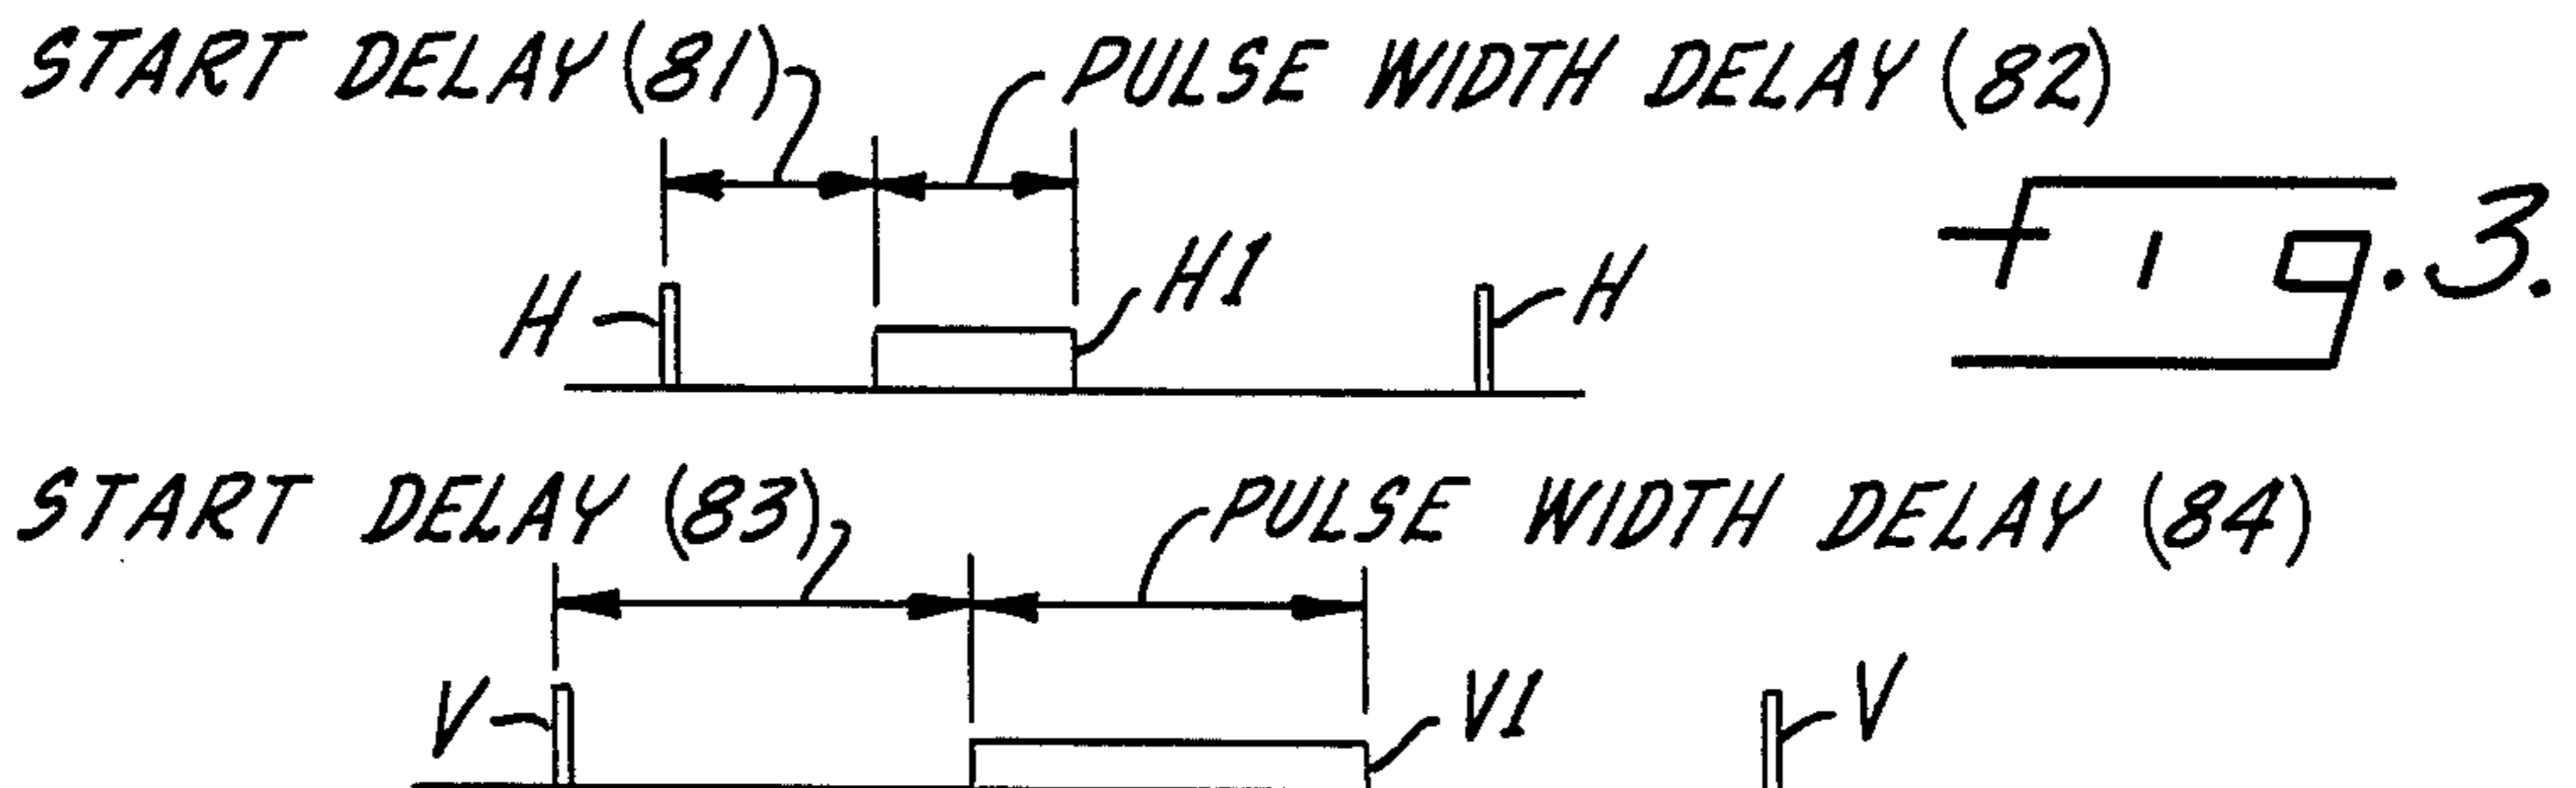 START DELAY (81) PULSE WIDTH DELAY (82)
Fig. 3.
H H1 H
START DELAY (83) PULSE WIDTH DELAY (84)
V V1 V